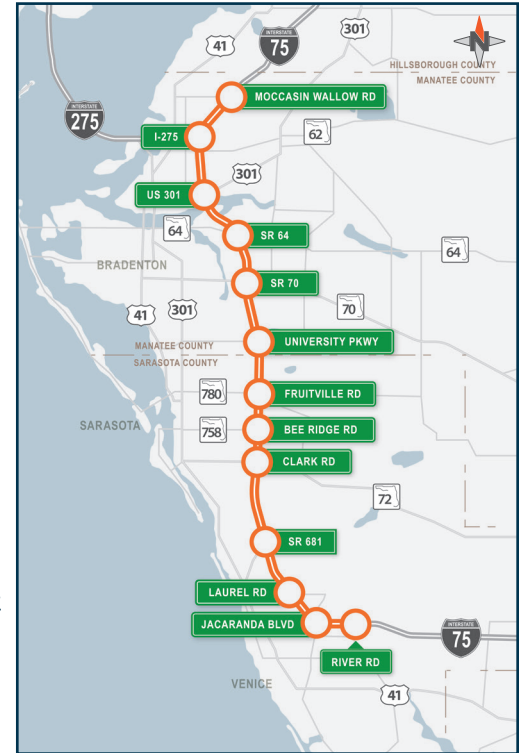 301
41
INTERSTATE
75
N
HILLSBOROUGH COUNTY
MANATEE COUNTY
MOCCASIN WALLOW RD
INTERSTATE
275
I-275
62
301
US 301
64
SR 64
64
BRADENTON
SR 70
41
301
70
UNIVERSITY PKWY
MANATEE COUNTY
SARASOTA COUNTY
780
FRUITVILLE RD
SARASOTA
758
BEE RIDGE RD
CLARK RD
72
SR 681
LAUREL RD
JACARANDA BLVD
INTERSTATE
75
RIVER RD
VENICE
41